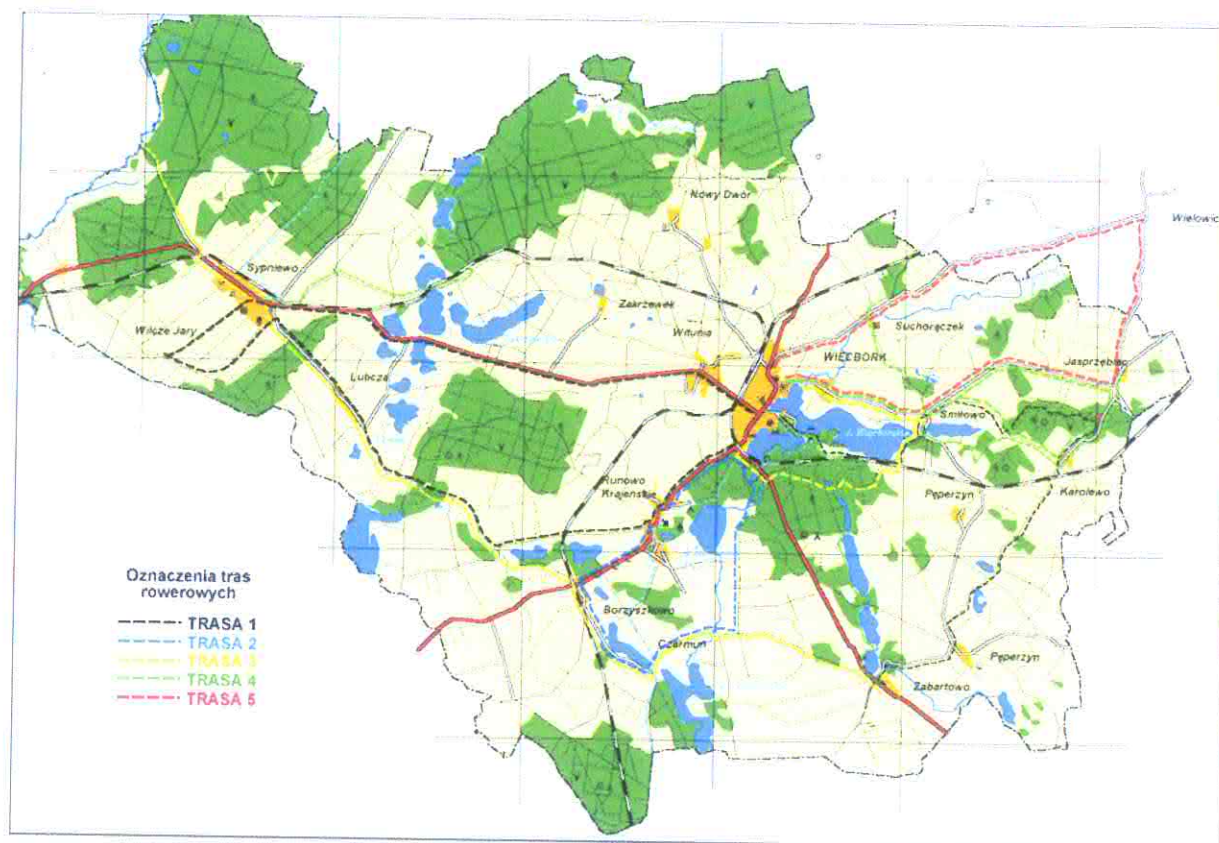 Nowy Dwór
Wielowic
Sypniewo
Zakrzewek
Suchorączek
Wilcze Jary
Witunia
WIĘCBORK
Jasprzębiec
Lubcza
Śmiłowo
Runowo
Krajeńskie
Pęperzyn
Karolewo
Oznaczenia tras
rowerowych
Borzyszkowo
TRASA 1
TRASA 2
Czarmuń
TRASA 3
Pęperzyn
TRASA 4
Zabartowo
TRASA 5